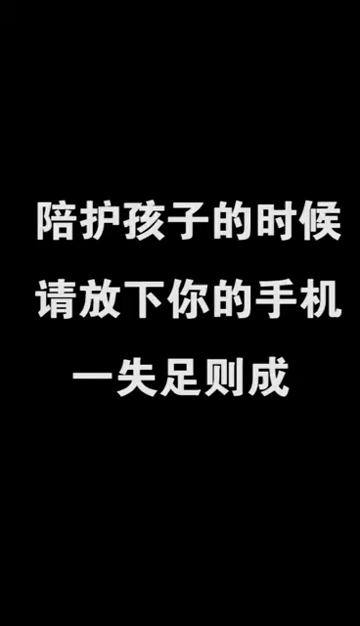 陪护孩子的时候
请放下你的手机
一失足则成